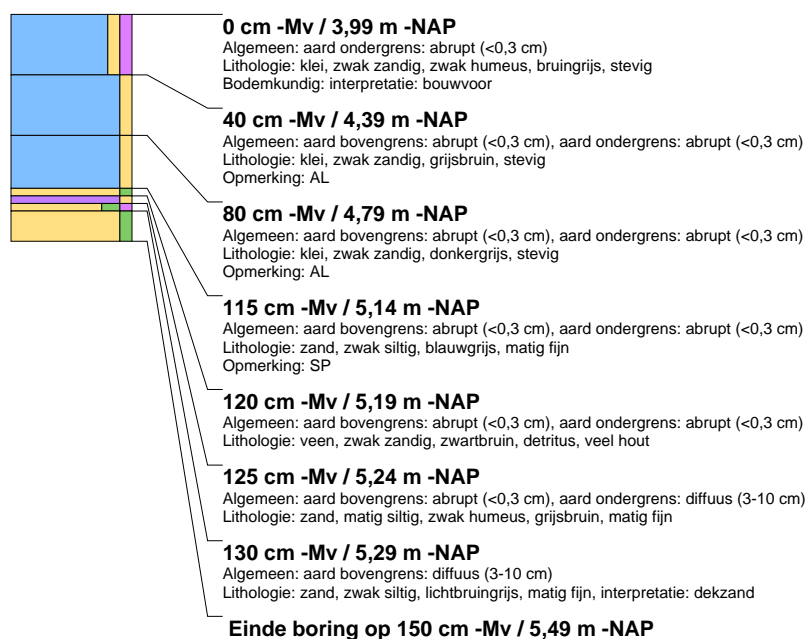 0 cm -Mv / 3,99 m -NAP
Algemeen: aard ondergrens: abrupt (<0,3 cm)
Lithologie: klei, zwak zandig, zwak humeus, bruingrijs, stevig
Bodemkundig: interpretatie: bouwvoor
40 cm -Mv / 4,39 m -NAP
Algemeen: aard bovengrens: abrupt (<0,3 cm), aard ondergrens: abrupt (<0,3 cm)
Lithologie: klei, zwak zandig, grijsbruin, stevig
Opmerking: AL
80 cm -Mv / 4,79 m -NAP
Algemeen: aard bovengrens: abrupt (<0,3 cm), aard ondergrens: abrupt (<0,3 cm)
Lithologie: klei, zwak zandig, donkergrijs, stevig
Opmerking: AL
115 cm -Mv / 5,14 m -NAP
Algemeen: aard bovengrens: abrupt (<0,3 cm), aard ondergrens: abrupt (<0,3 cm)
Lithologie: zand, zwak siltig, blauwgrijs, matig fijn
Opmerking: SP
120 cm -Mv / 5,19 m -NAP
Algemeen: aard bovengrens: abrupt (<0,3 cm), aard ondergrens: abrupt (<0,3 cm)
Lithologie: veen, zwak zandig, zwartbruin, detritus, veel hout
125 cm -Mv / 5,24 m -NAP
Algemeen: aard bovengrens: abrupt (<0,3 cm), aard ondergrens: diffuus (3-10 cm)
Lithologie: zand, matig siltig, zwak humeus, grijsbruin, matig fijn
130 cm -Mv / 5,29 m -NAP
Algemeen: aard bovengrens: diffuus (3-10 cm)
Lithologie: zand, zwak siltig, lichtbruingrijs, matig fijn, interpretatie: dekzand
Einde boring op 150 cm -Mv / 5,49 m -NAP